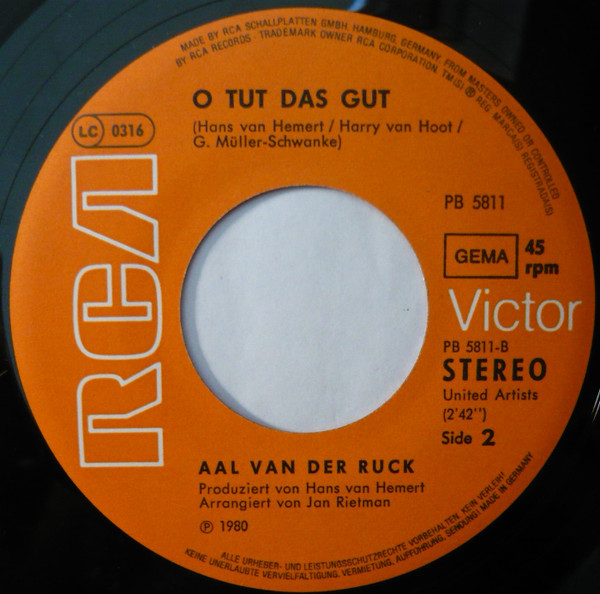 MADE BY RCA SCHALLPLATTEN GMBH, HAMBURG, GERMANY, FROM MASTERS OWNED OR CONTROLLED
BY RCA RECORDS · TRADEMARK OWNER RCA CORPORATION, TM(S) ® REG. MARCA(S) REGISTRADA(S)
O TUT DAS GUT
(Hans van Hemert / Harry van Hoot /
G. Müller-Schwanke)
LC 0316
RCA
PB 5811
GEMA
45
rpm
Victor
PB 5811-B
STEREO
United Artists
(2'42'')
Side 2
AAL VAN DER RUCK
Produziert von Hans van Hemert
Arrangiert von Jan Rietman
℗ 1980
ALLE URHEBER- UND LEISTUNGSSCHUTZRECHTE VORBEHALTEN. KEIN VERLEIH!
KEINE UNERLAUBTE VERVIELFÄLTIGUNG, VERMIETUNG, AUFFÜHRUNG, SENDUNG! MADE IN GERMANY